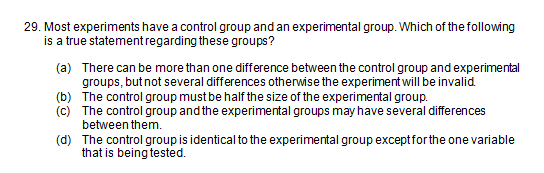 29. Most experiments have a control group and an experimental group. Which of the following
is a true statement regarding these groups?
(a) There can be more than one difference between the control group and experimental
groups, but not several differences otherwise the experiment will be invalid.
(b) The control group must be half the size of the experimental group.
(c) The control group and the experimental groups may have several differences
between them.
(d) The control group is identical to the experimental group except for the one variable
that is being tested.